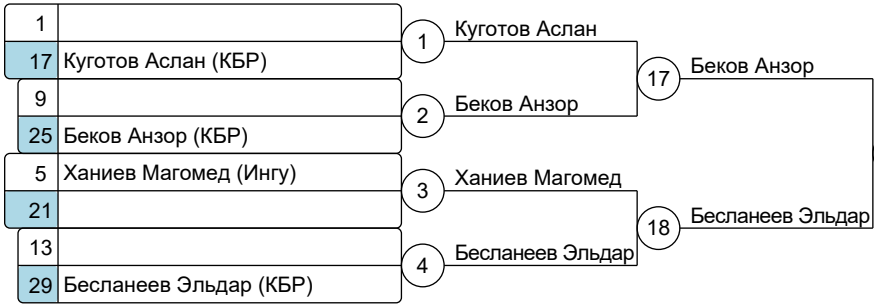 1
17 Куготов Аслан (КБР)
1
Куготов Аслан
9
25 Беков Анзор (КБР)
2
Беков Анзор
17
Беков Анзор
5 Ханиев Магомед (Ингу)
21
3
Ханиев Магомед
13
29 Бесланеев Эльдар (КБР)
4
Бесланеев Эльдар
18
Бесланеев Эльдар